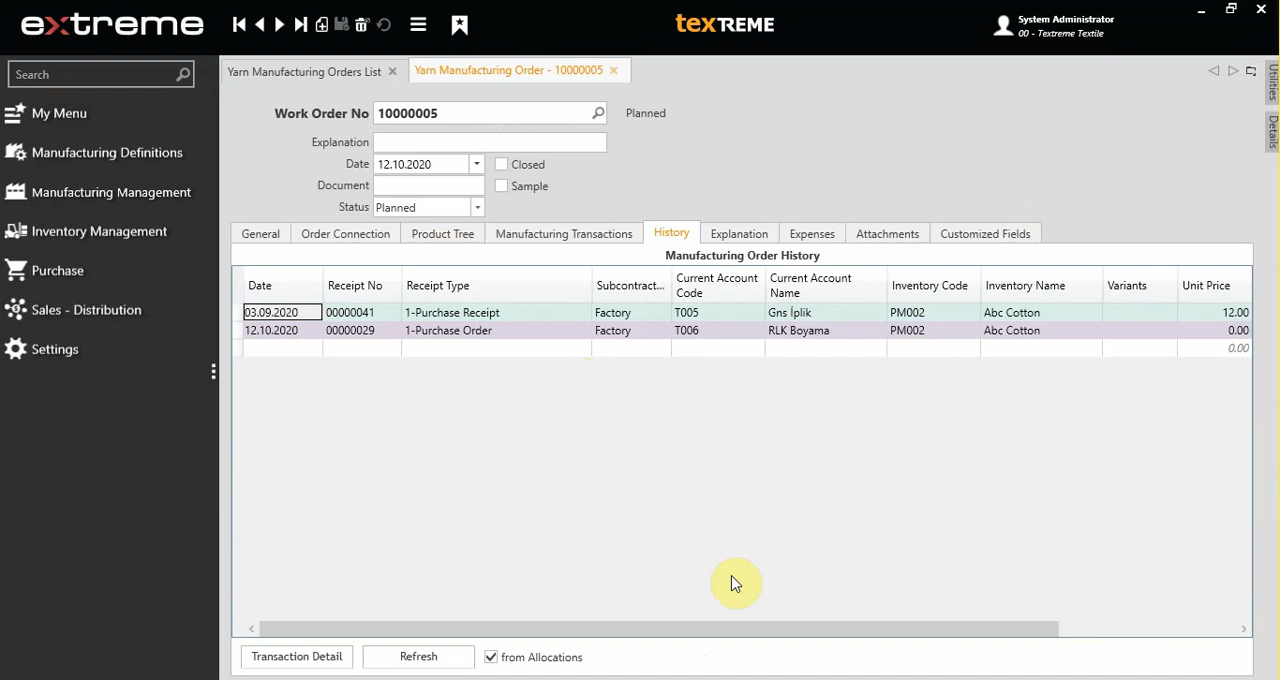 extreme
texTREME
System Administrator
00 - Textreme Textile
Search
My Menu
Manufacturing Definitions
Manufacturing Management
Inventory Management
Purchase
Sales - Distribution
Settings
Yarn Manufacturing Orders List
Yarn Manufacturing Order - 10000005
Utilities
Details
Work Order No 10000005 Planned
Explanation
Date 12.10.2020 Closed
Document Sample
Status Planned
General Order Connection Product Tree Manufacturing Transactions History Explanation Expenses Attachments Customized Fields
Manufacturing Order History
Date Receipt No Receipt Type Subcontract... Current Account Code Current Account Name Inventory Code Inventory Name Variants Unit Price
03.09.2020 00000041 1-Purchase Receipt Factory T005 Gns İplik PM002 Abc Cotton 12.00
12.10.2020 00000029 1-Purchase Order Factory T006 RLK Boyama PM002 Abc Cotton 0.00
0.00
Transaction Detail Refresh from Allocations